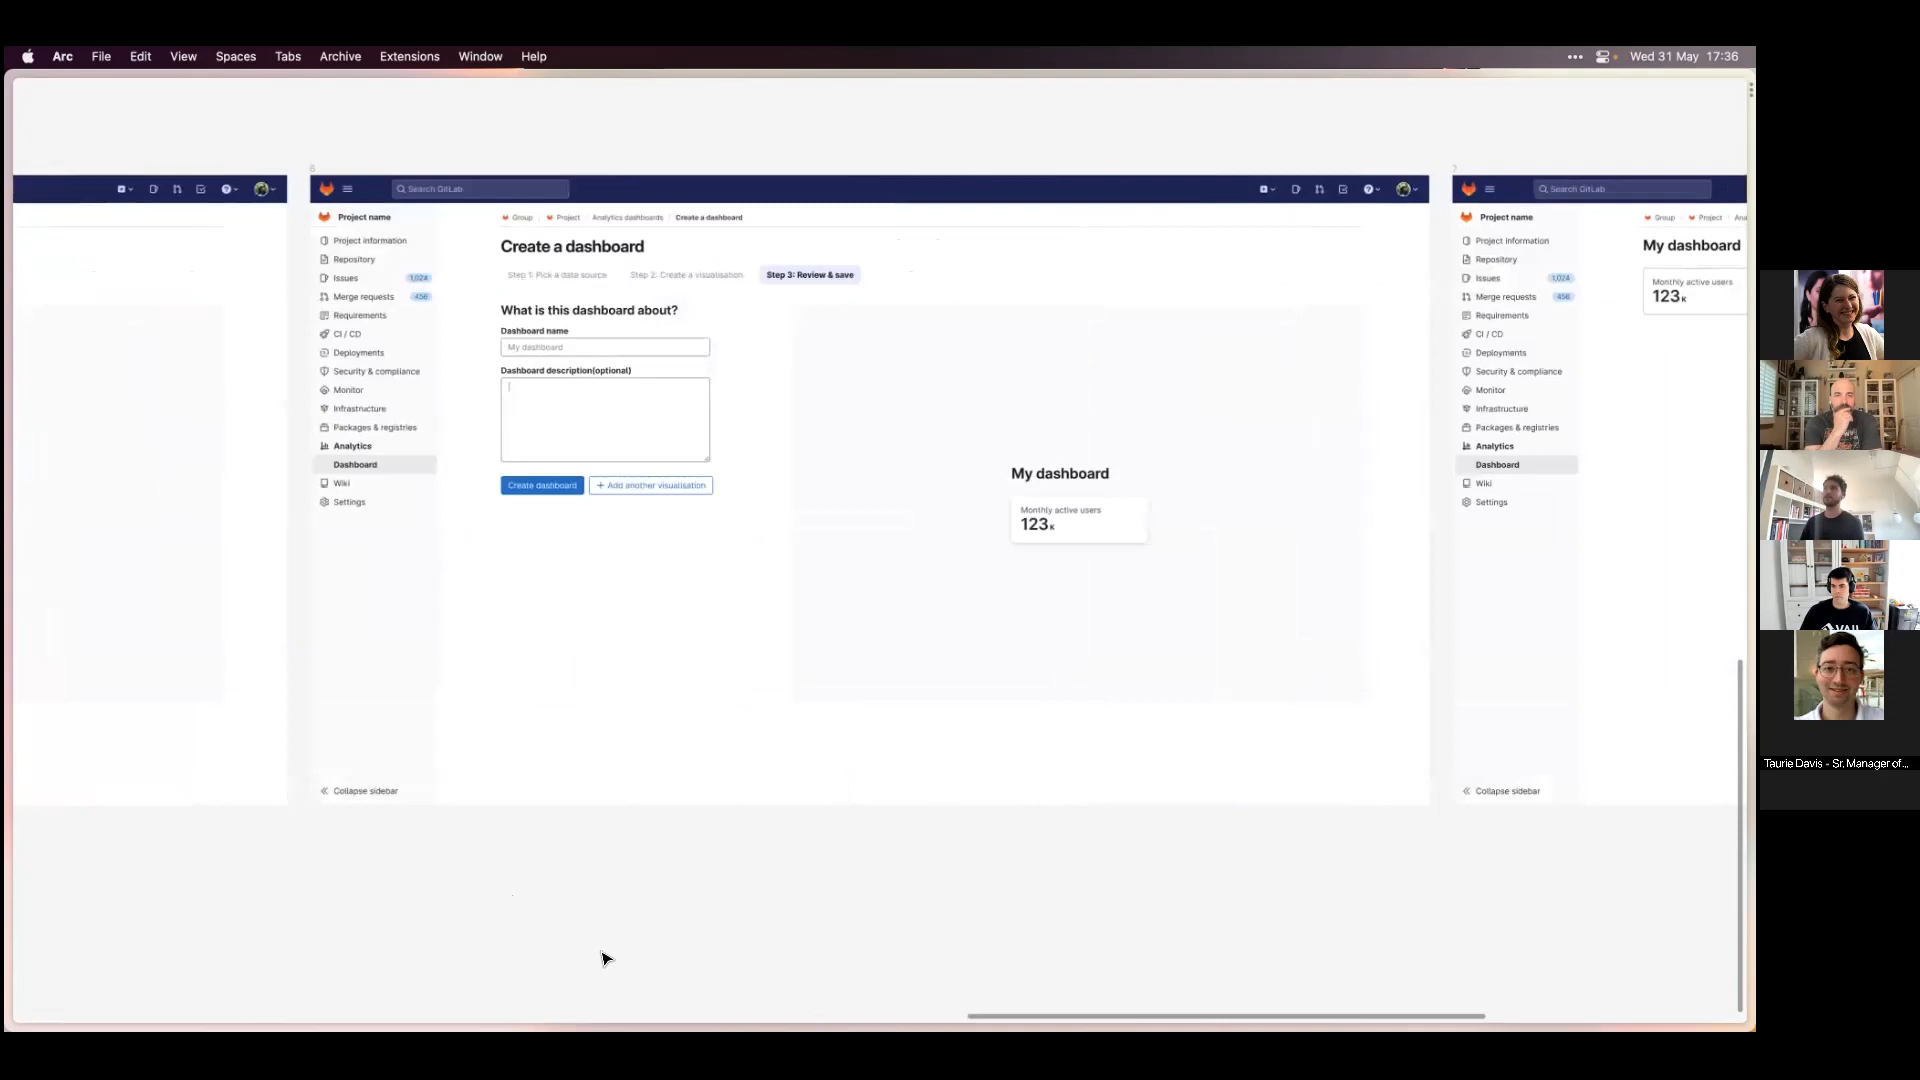 Arc File Edit View Spaces Tabs Archive Extensions Window Help
Wed 31 May 17:36
6
Search GitLab
Project name
Project information
Repository
Issues 1,024
Merge requests 456
Requirements
CI / CD
Deployments
Security & compliance
Monitor
Infrastructure
Packages & registries
Analytics
Dashboard
Wiki
Settings
Collapse sidebar
Group Project Analytics dashboards Create a dashboard
Create a dashboard
Step 1: Pick a data source Step 2: Create a visualisation Step 3: Review & save
What is this dashboard about?
Dashboard name
My dashboard
Dashboard description(optional)
Create dashboard + Add another visualisation
My dashboard
Monthly active users
123K
7
Search GitLab
Project name
Project information
Repository
Issues 1,024
Merge requests 456
Requirements
CI / CD
Deployments
Security & compliance
Monitor
Infrastructure
Packages & registries
Analytics
Dashboard
Wiki
Settings
Collapse sidebar
Group Project Ana
My dashboard
Monthly active users
123K
Taurie Davis - Sr. Manager of...